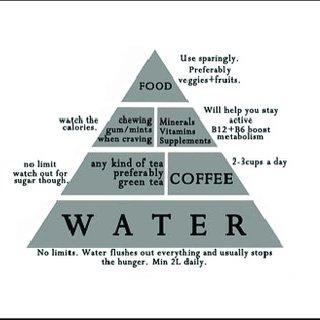 Use sparingly.
Preferably
veggies+fruits.
FOOD
watch the
calories.
chewing
gum/mints
when craving
Minerals
Vitamins
Supplements
Will help you stay
active
B12+B6 boost
metabolism
no limit
watch out for
sugar though.
any kind of tea
preferably
green tea
COFFEE
2-3cups a day
WATER
No limits. Water flushes out everything and usually stops
the hunger. Min 2L daily.